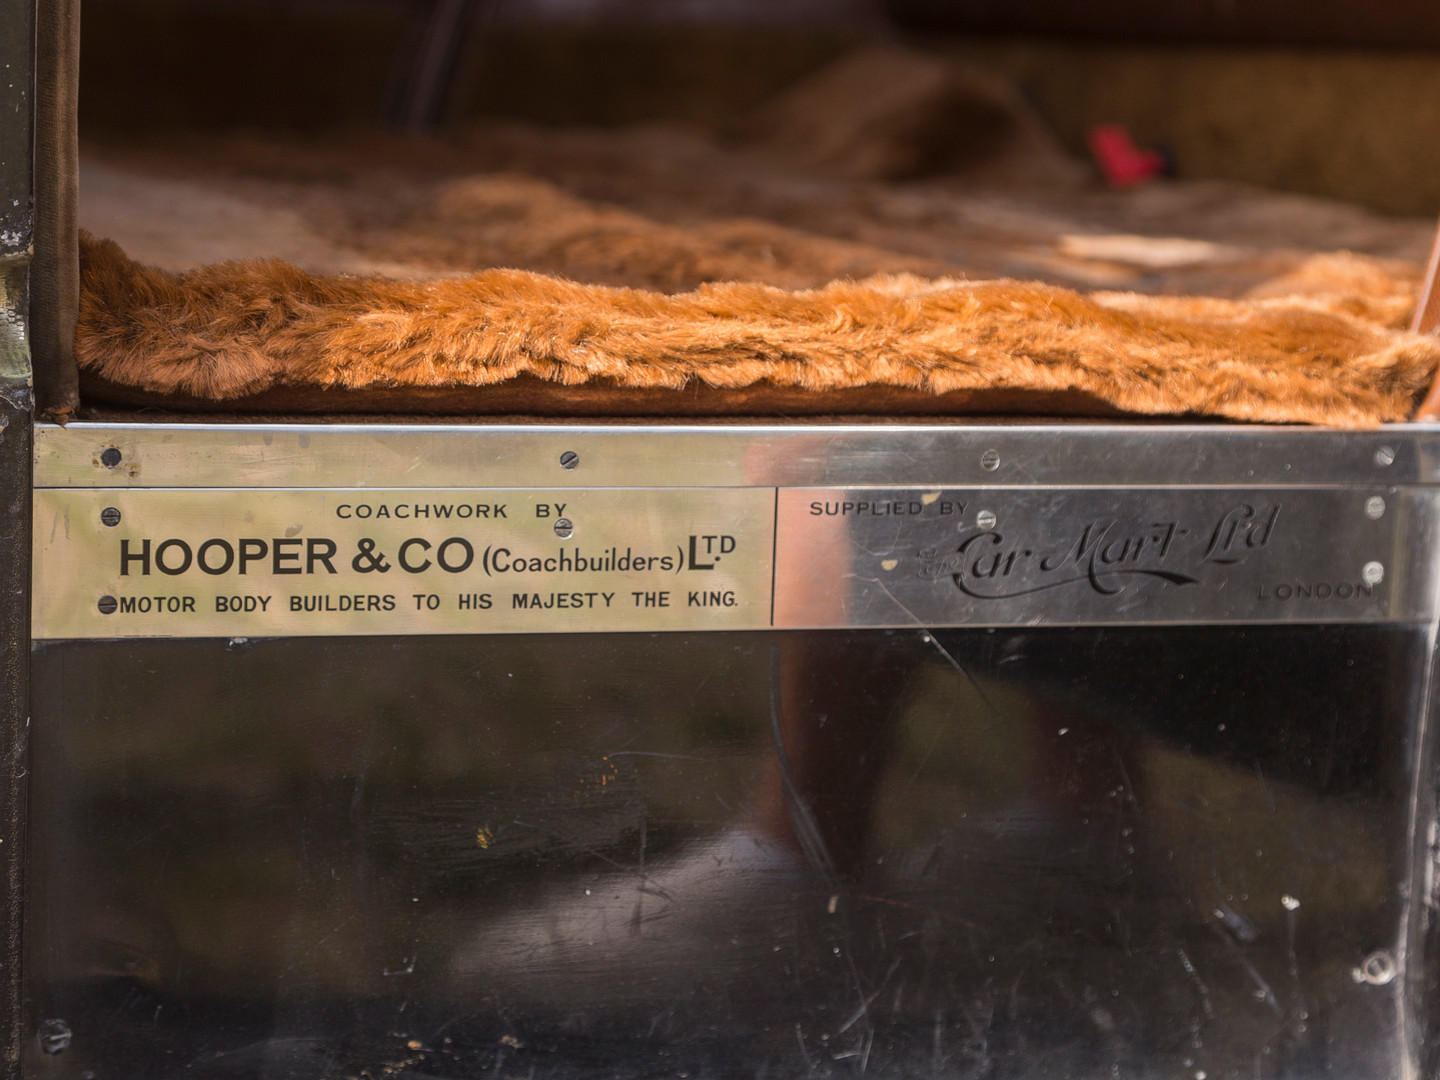 COACHWORK BY
HOOPER & CO (Coachbuilders) LTD
MOTOR BODY BUILDERS TO HIS MAJESTY THE KING.
SUPPLIED BY
The Car Mart Ltd
LONDON